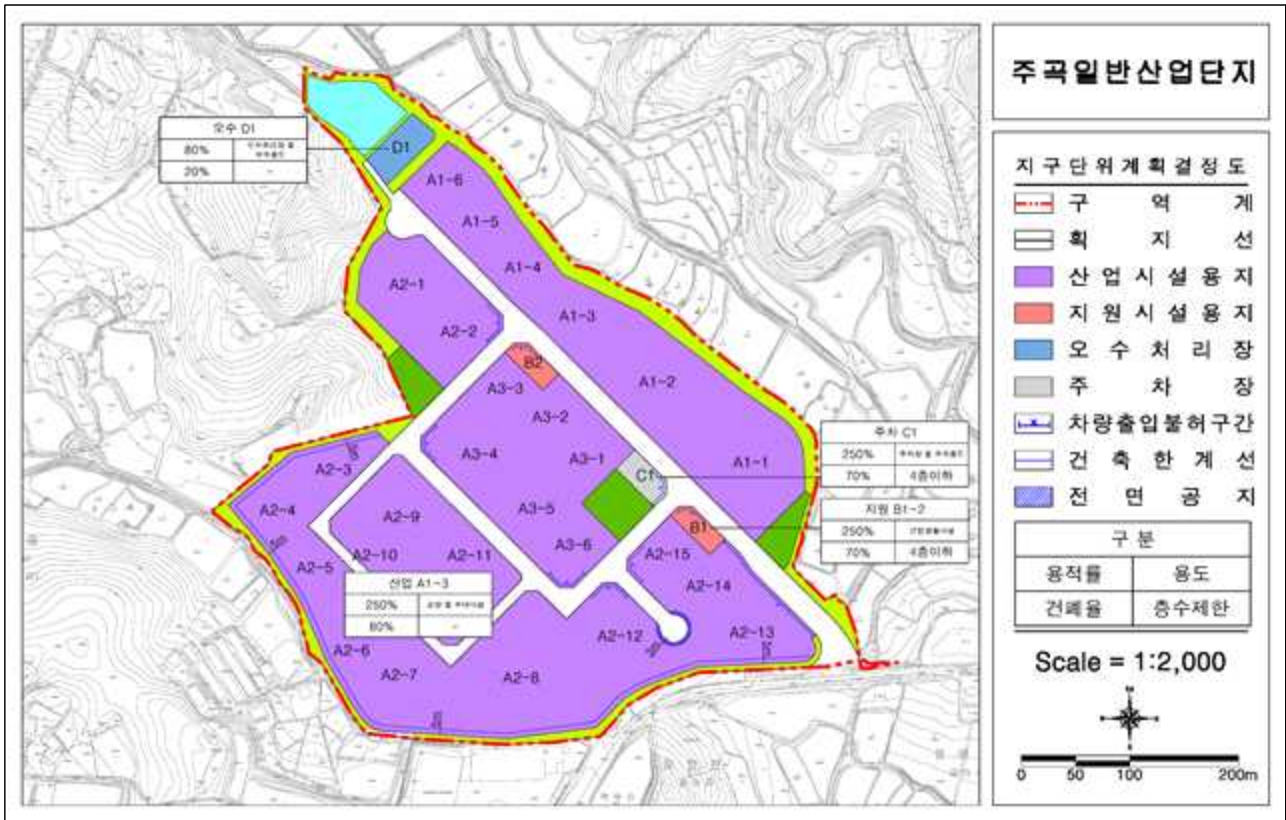 주곡일반산업단지
지구단위계획결정도
구역계
획지선
산업시설용지
지원시설용지
오수처리장
주차장
차량출입불허구간
건축한계선
전면공지
구분
용적률 용도
건폐율 층수제한
Scale = 1:2,000
0 50 100 200m
오수 D1
80%
20% -
D1
A1-6
A1-5
A1-4
A1-3
A1-2
A1-1
A2-1
A2-2
B2
A3-3
A3-2
A3-4
A3-1
C1
A3-5
A3-6
주차 C1
250%
70% 4층이하
지원 B1-2
250%
70% 4층이하
B1
A2-15
A2-14
A2-13
A2-12
A2-3
A2-4
A2-9
A2-5
A2-10
A2-11
산업 A1-3
250%
80% -
A2-6
A2-7
A2-8